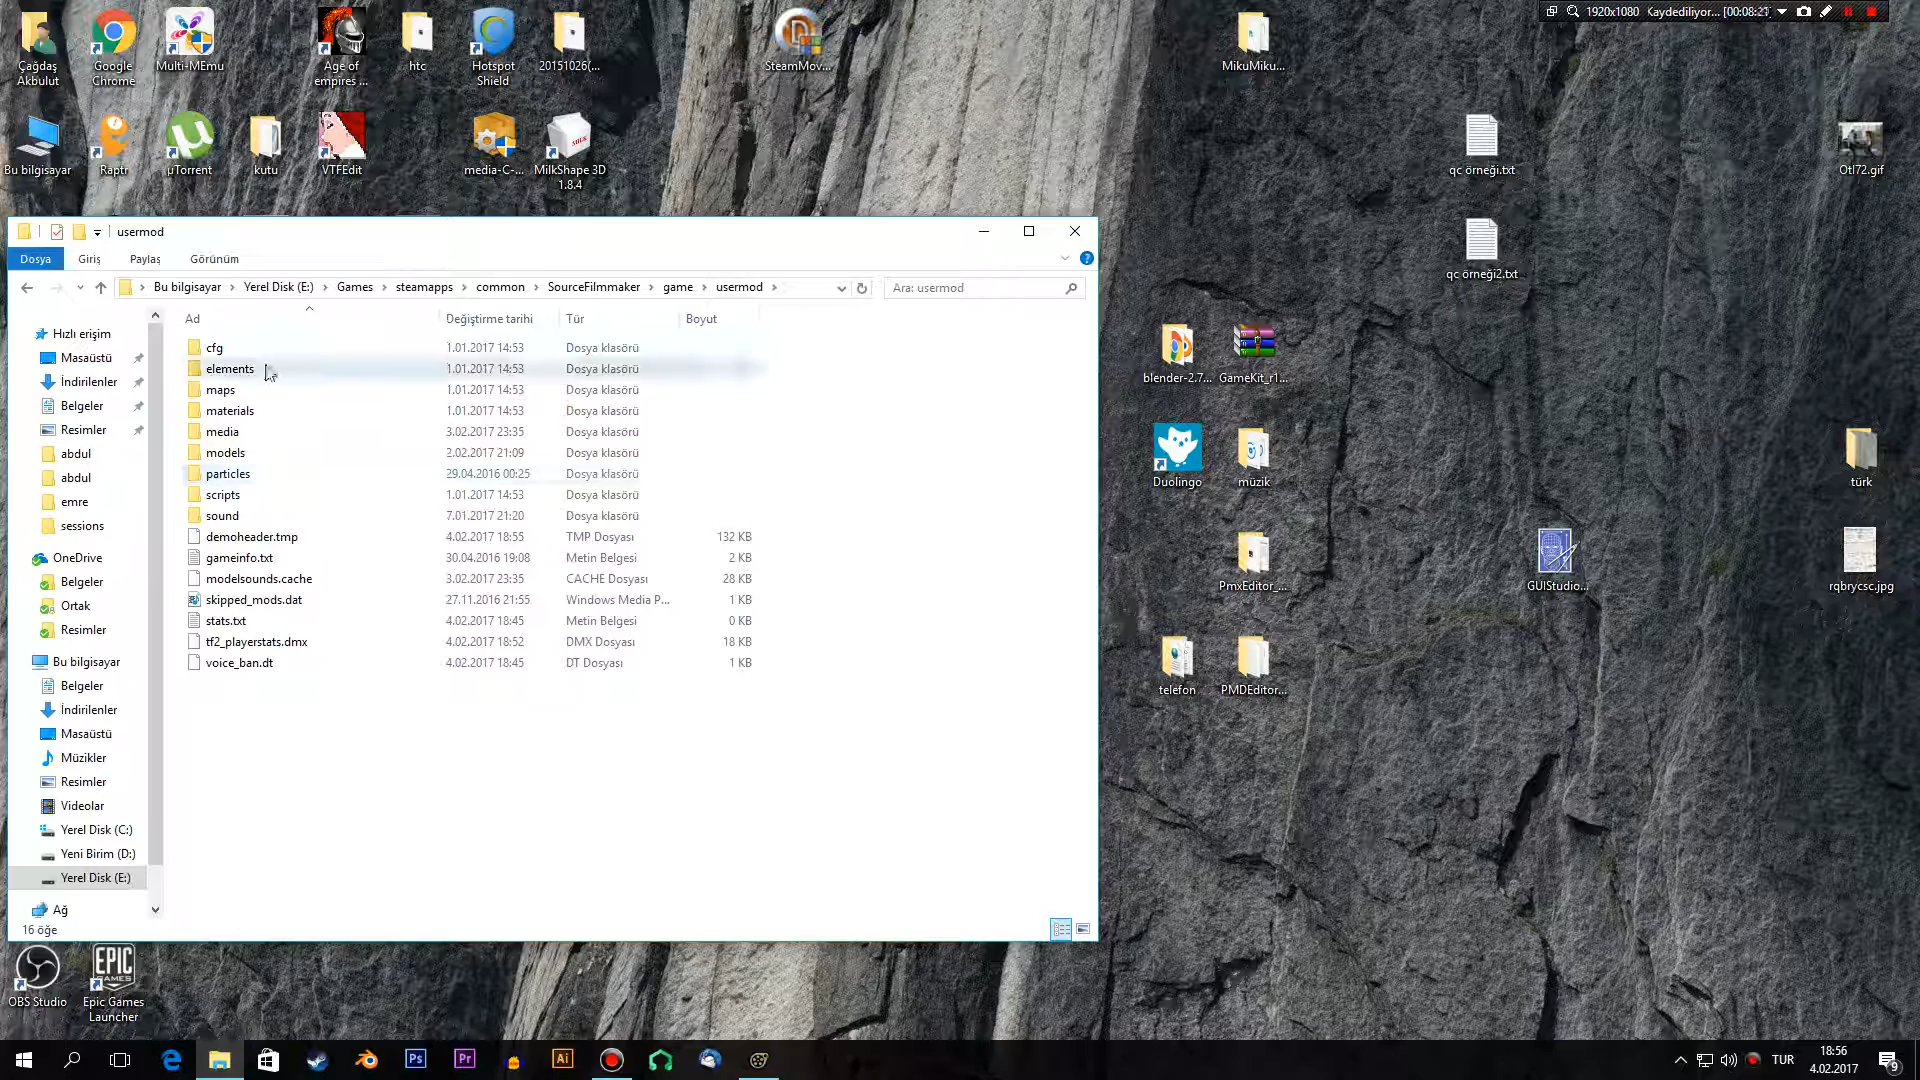 1920x1080 Kaydediliyor... [00:08:21]
Çağdaş
Akbulut
Google
Chrome
Multi-MEmu
Age of
empires ...
htc
Hotspot
Shield
20151026(...
SteamMov...
MikuMiku...
Bu bilgisayar
Raptr
µTorrent
kutu
VTFEdit
media-C-...
MilkShape 3D
1.8.4
qc örneği.txt
Otl72.gif
usermod
Dosya
Giriş
Paylaş
Görünüm
Bu bilgisayar
Yerel Disk (E:)
Games
steamapps
common
SourceFilmmaker
game
usermod
Ara: usermod
Ad
Değiştirme tarihi
Tür
Boyut
cfg 1.01.2017 14:53 Dosya klasörü
elements 1.01.2017 14:53 Dosya klasörü
maps 1.01.2017 14:53 Dosya klasörü
materials 1.01.2017 14:53 Dosya klasörü
media 3.02.2017 23:35 Dosya klasörü
models 2.02.2017 21:09 Dosya klasörü
particles 29.04.2016 00:25 Dosya klasörü
scripts 1.01.2017 14:53 Dosya klasörü
sound 7.01.2017 21:20 Dosya klasörü
demoheader.tmp 4.02.2017 18:55 TMP Dosyası 132 KB
gameinfo.txt 30.04.2016 19:08 Metin Belgesi 2 KB
modelsounds.cache 3.02.2017 23:35 CACHE Dosyası 28 KB
skipped_mods.dat 27.11.2016 21:55 Windows Media P... 1 KB
stats.txt 4.02.2017 18:45 Metin Belgesi 0 KB
tf2_playerstats.dmx 4.02.2017 18:52 DMX Dosyası 18 KB
voice_ban.dt 4.02.2017 18:45 DT Dosyası 1 KB
Hızlı erişim
Masaüstü
İndirilenler
Belgeler
Resimler
abdul
abdul
emre
sessions
OneDrive
Belgeler
Ortak
Resimler
Bu bilgisayar
Belgeler
İndirilenler
Masaüstü
Müzikler
Resimler
Videolar
Yerel Disk (C:)
Yeni Birim (D:)
Yerel Disk (E:)
Ağ
16 öğe
qc örneği2.txt
blender-2.7...
GameKit_r1...
Duolingo
müzik
türk
PmxEditor_...
GUIStudio...
rqbrycsc.jpg
telefon
PMDEditor...
OBS Studio
EPIC
GAMES
Epic Games
Launcher
Ps
Pr
Ai
TUR
18:56
4.02.2017
9